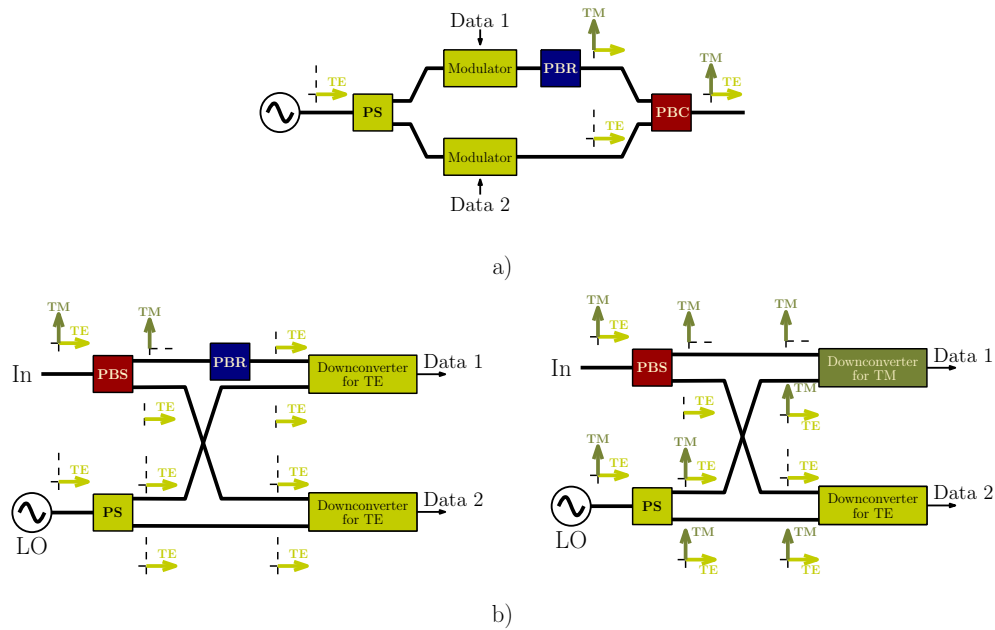 Data 1
TM
TE
Modulator
PBR
TM
TE
TE
PS
PBC
TE
Modulator
Data 2
a)
TM
TE
TM
TE
PBR
Data 1
In
PBS
Downconverter
for TE
TE
TE
TE
TE
TE
Data 2
PS
Downconverter
for TE
LO
TE
TE
TM
TE
TM
TM
Data 1
In
PBS
Downconverter
for TM
TM
TE
TE
TM
TE
TM
TE
TE
Data 2
PS
Downconverter
for TE
LO
TM
TE
TM
TE
b)